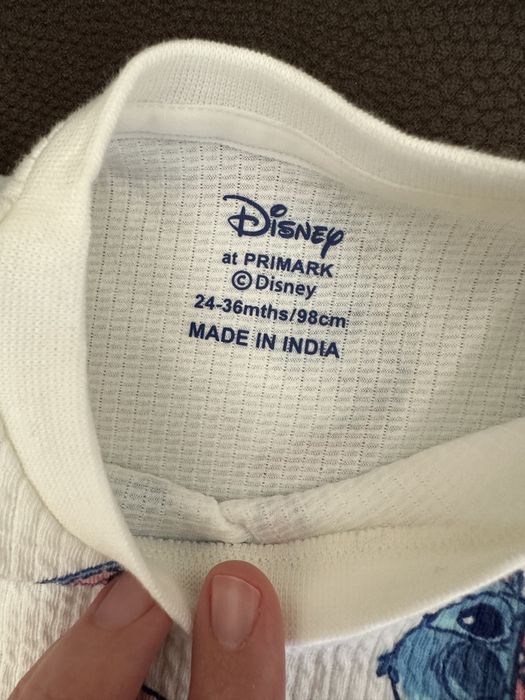 Disney
at PRIMARK
©Disney
24-36mths/98cm
MADE IN INDIA